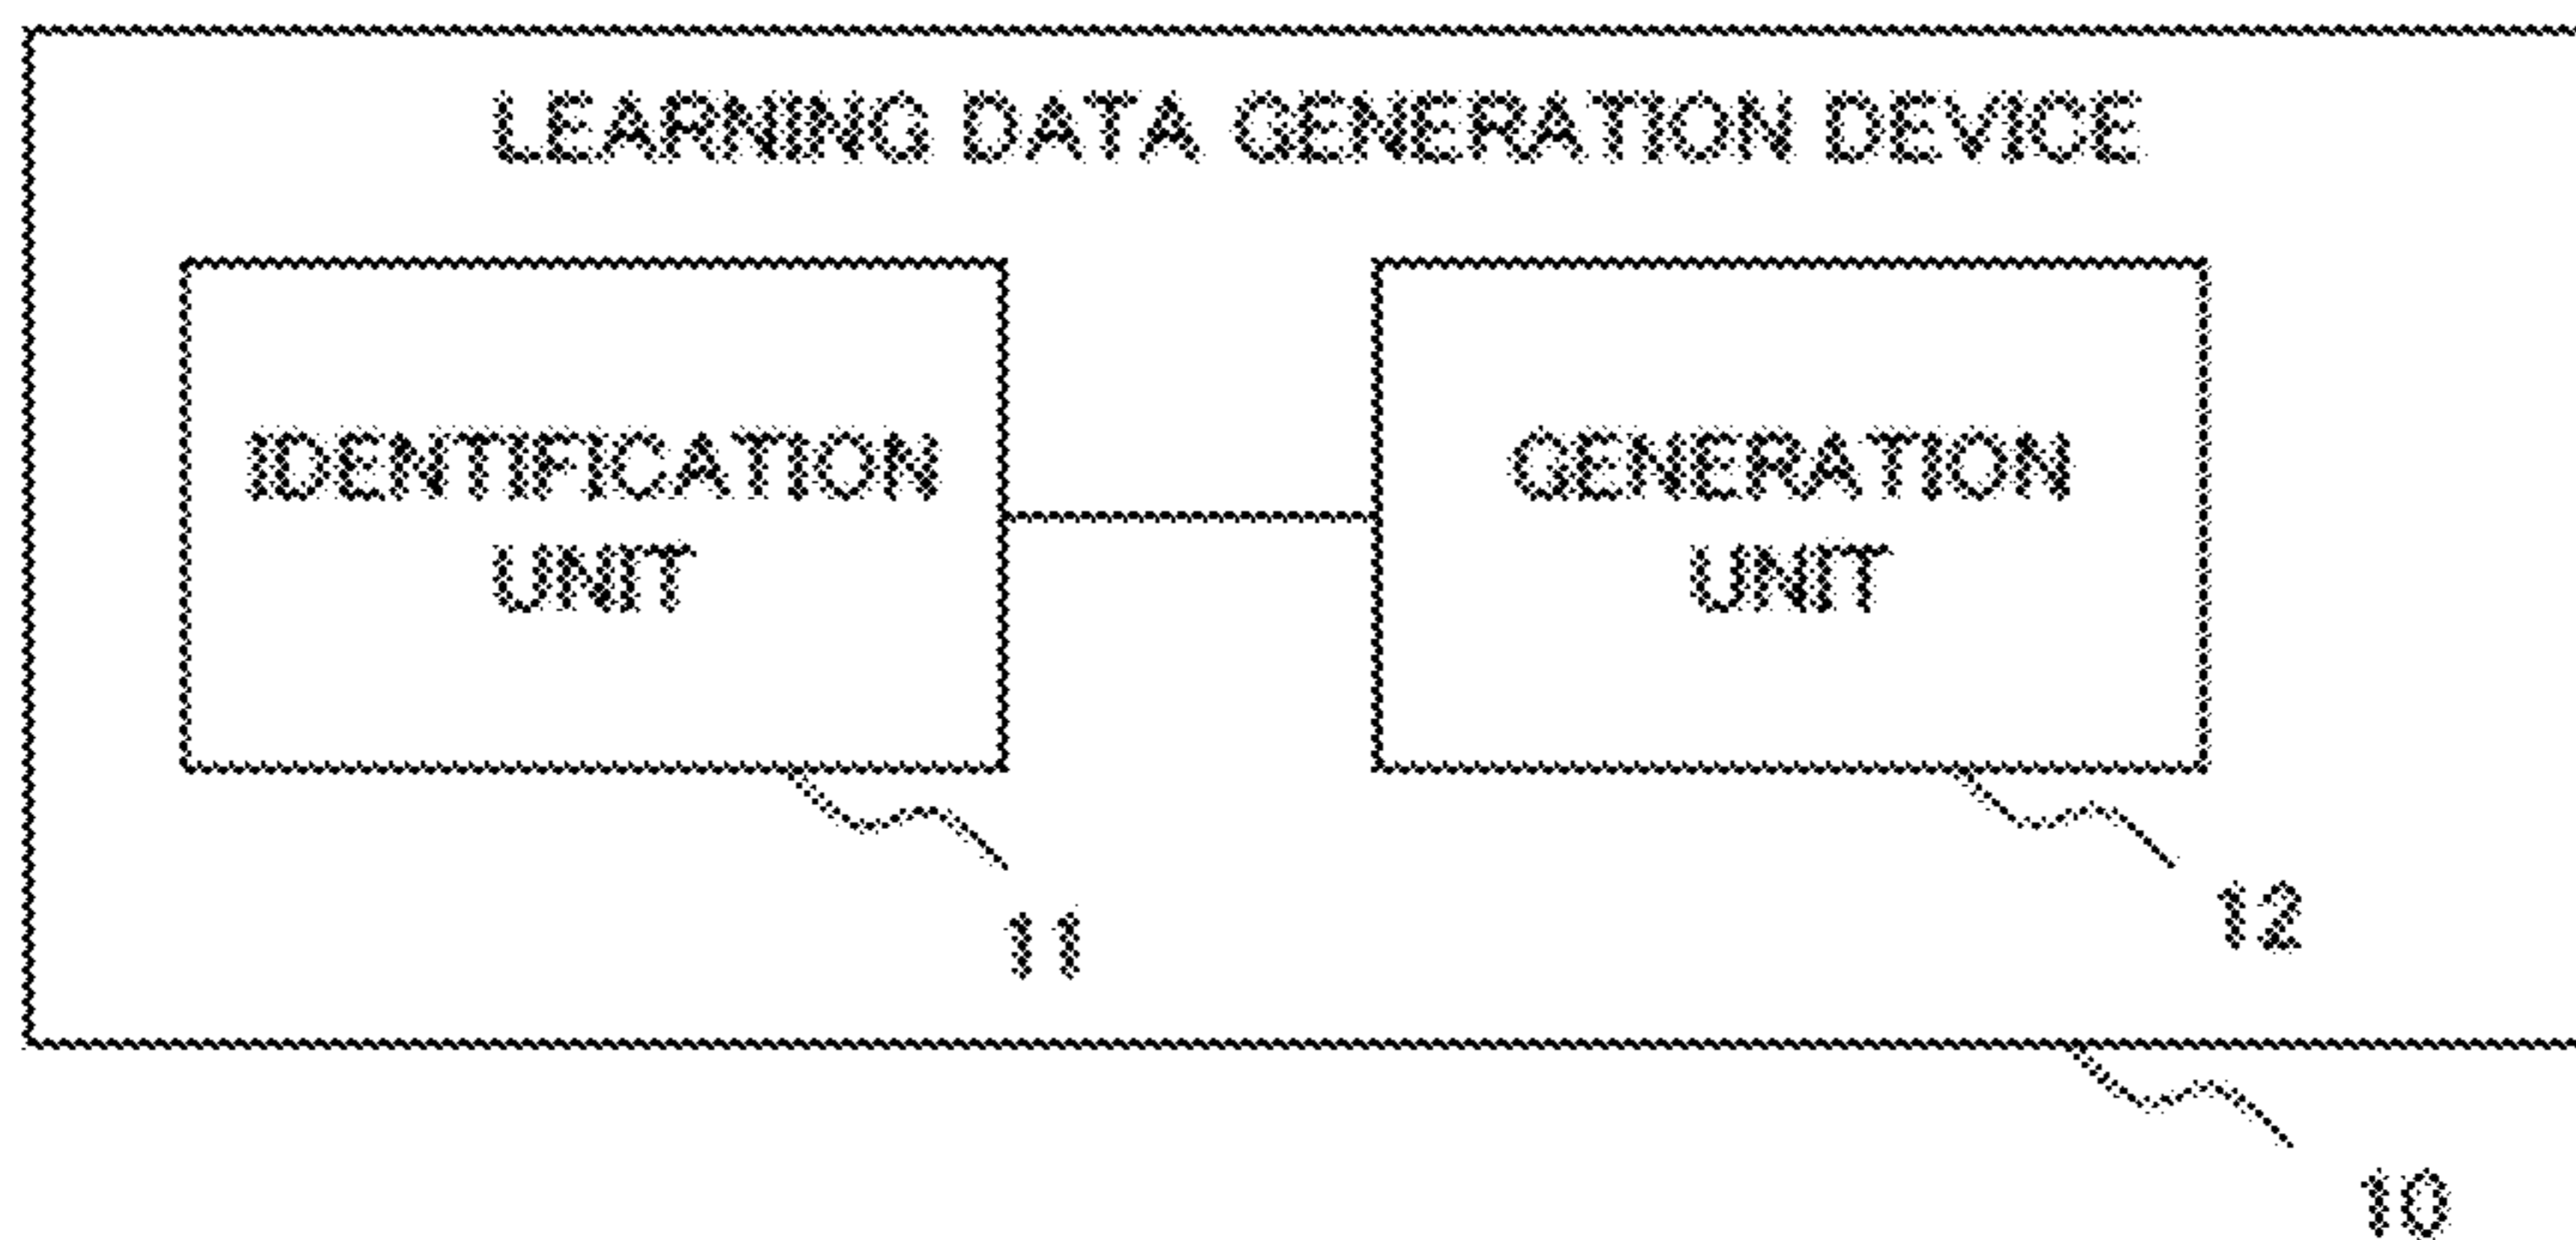 LEARNING DATA GENERATION DEVICE
IDENTIFICATION
UNIT
GENERATION
UNIT
11
12
10